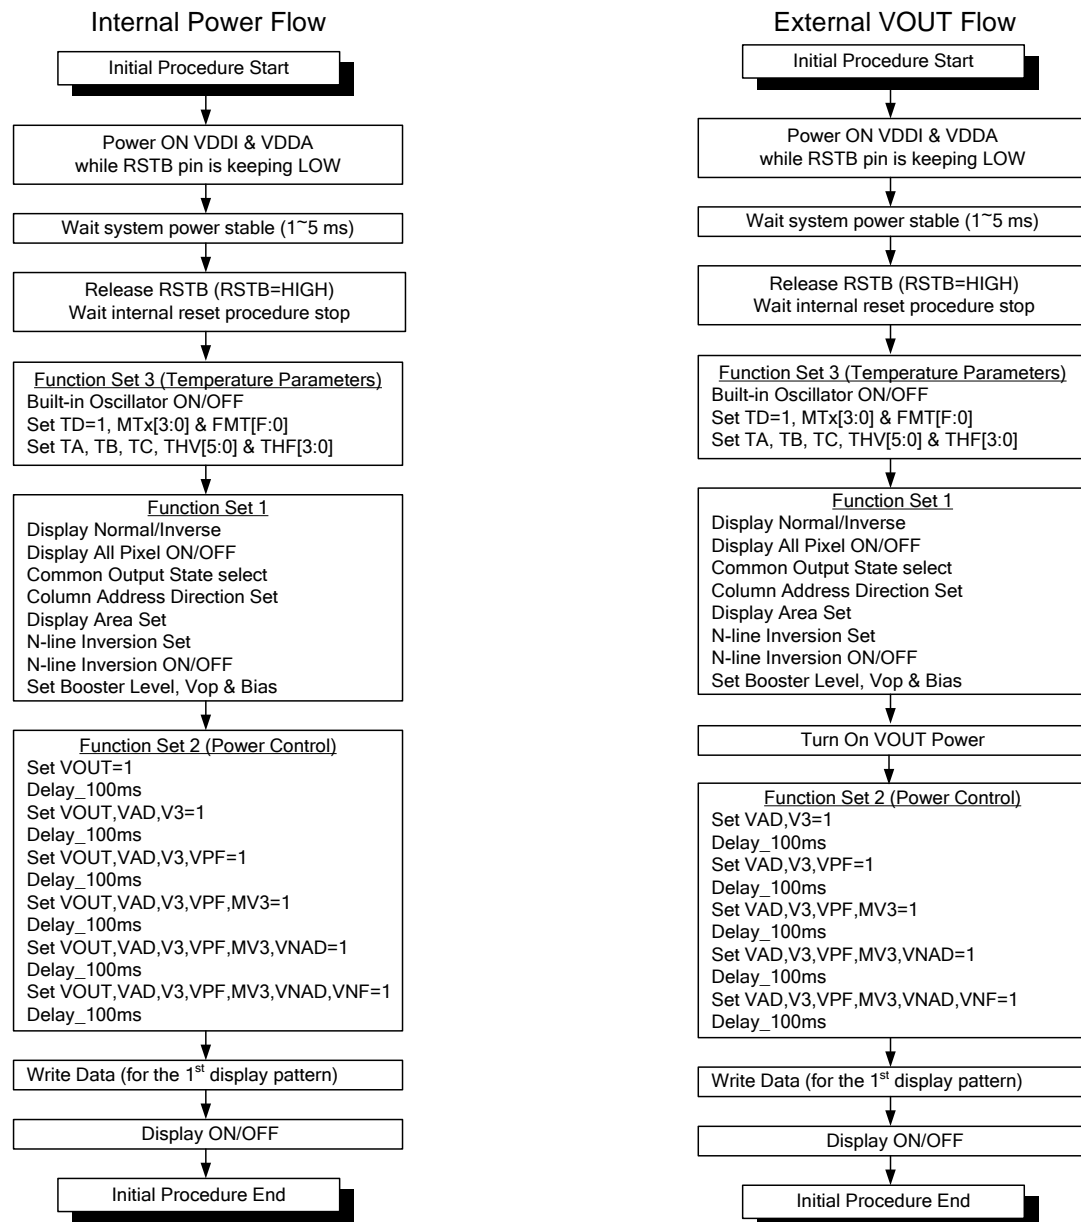 Internal Power Flow
Initial Procedure Start
Power ON VDDI & VDDA
while RSTB pin is keeping LOW
Wait system power stable (1~5 ms)
Release RSTB (RSTB=HIGH)
Wait internal reset procedure stop
Function Set 3 (Temperature Parameters)
Built-in Oscillator ON/OFF
Set TD=1, MTx[3:0] & FMT[F:0]
Set TA, TB, TC, THV[5:0] & THF[3:0]
Function Set 1
Display Normal/Inverse
Display All Pixel ON/OFF
Common Output State select
Column Address Direction Set
Display Area Set
N-line Inversion Set
N-line Inversion ON/OFF
Set Booster Level, Vop & Bias
Function Set 2 (Power Control)
Set VOUT=1
Delay_100ms
Set VOUT,VAD,V3=1
Delay_100ms
Set VOUT,VAD,V3,VPF=1
Delay_100ms
Set VOUT,VAD,V3,VPF,MV3=1
Delay_100ms
Set VOUT,VAD,V3,VPF,MV3,VNAD=1
Delay_100ms
Set VOUT,VAD,V3,VPF,MV3,VNAD,VNF=1
Delay_100ms
Write Data (for the 1st display pattern)
Display ON/OFF
Initial Procedure End
External VOUT Flow
Initial Procedure Start
Power ON VDDI & VDDA
while RSTB pin is keeping LOW
Wait system power stable (1~5 ms)
Release RSTB (RSTB=HIGH)
Wait internal reset procedure stop
Function Set 3 (Temperature Parameters)
Built-in Oscillator ON/OFF
Set TD=1, MTx[3:0] & FMT[F:0]
Set TA, TB, TC, THV[5:0] & THF[3:0]
Function Set 1
Display Normal/Inverse
Display All Pixel ON/OFF
Common Output State select
Column Address Direction Set
Display Area Set
N-line Inversion Set
N-line Inversion ON/OFF
Set Booster Level, Vop & Bias
Turn On VOUT Power
Function Set 2 (Power Control)
Set VAD,V3=1
Delay_100ms
Set VAD,V3,VPF=1
Delay_100ms
Set VAD,V3,VPF,MV3=1
Delay_100ms
Set VAD,V3,VPF,MV3,VNAD=1
Delay_100ms
Set VAD,V3,VPF,MV3,VNAD,VNF=1
Delay_100ms
Write Data (for the 1st display pattern)
Display ON/OFF
Initial Procedure End